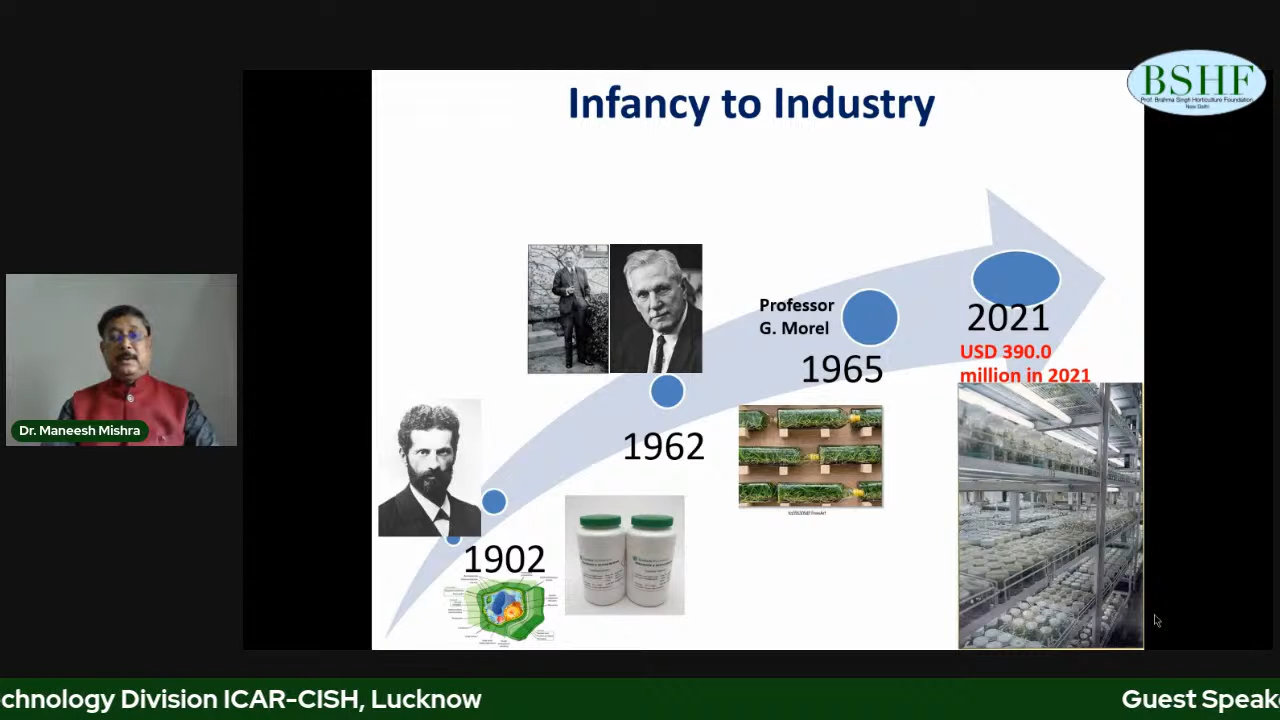 Infancy to Industry
BSHF
Prof. Brahma Singh Horticulture Foundation
New Delhi
Professor
G. Morel
2021
USD 390.0
million in 2021
1965
1962
1902
Dr. Maneesh Mishra
chnology Division ICAR-CISH, Lucknow
Guest Speak